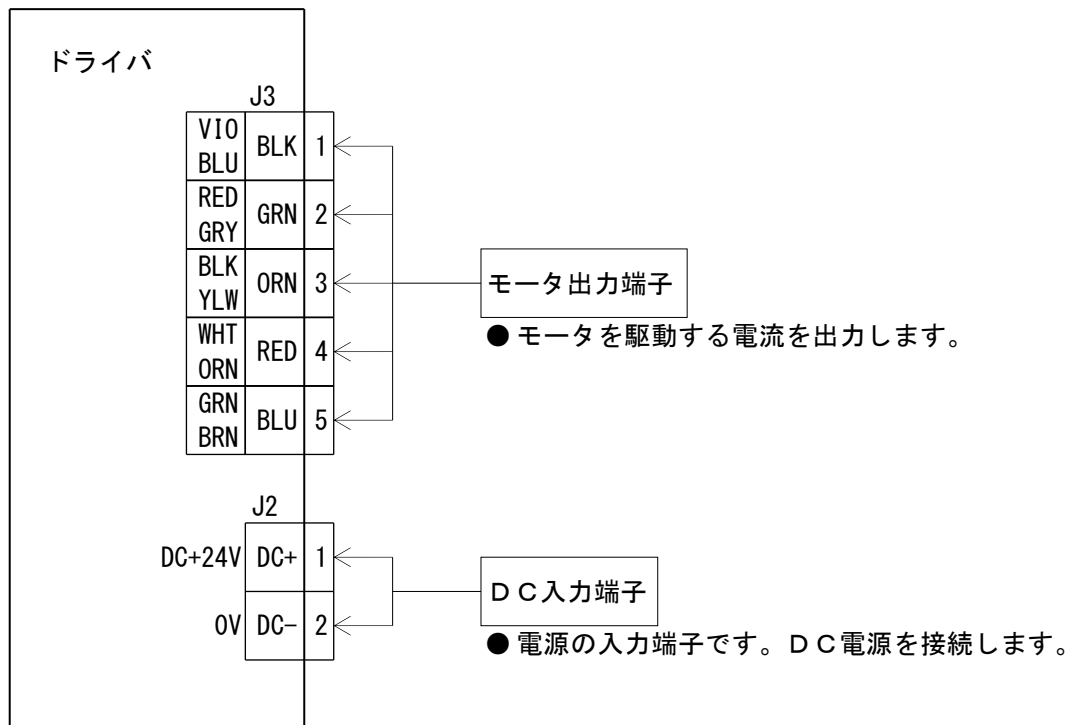 ドライバ
J3
VIO
BLU
BLK
1
RED
GRY
GRN
2
BLK
YLW
ORN
3
WHT
ORN
RED
4
GRN
BRN
BLU
5
モータ出力端子
● モータを駆動する電流を出力します。
J2
DC+24V
DC+
1
0V
DC-
2
DC入力端子
● 電源の入力端子です。DC電源を接続します。